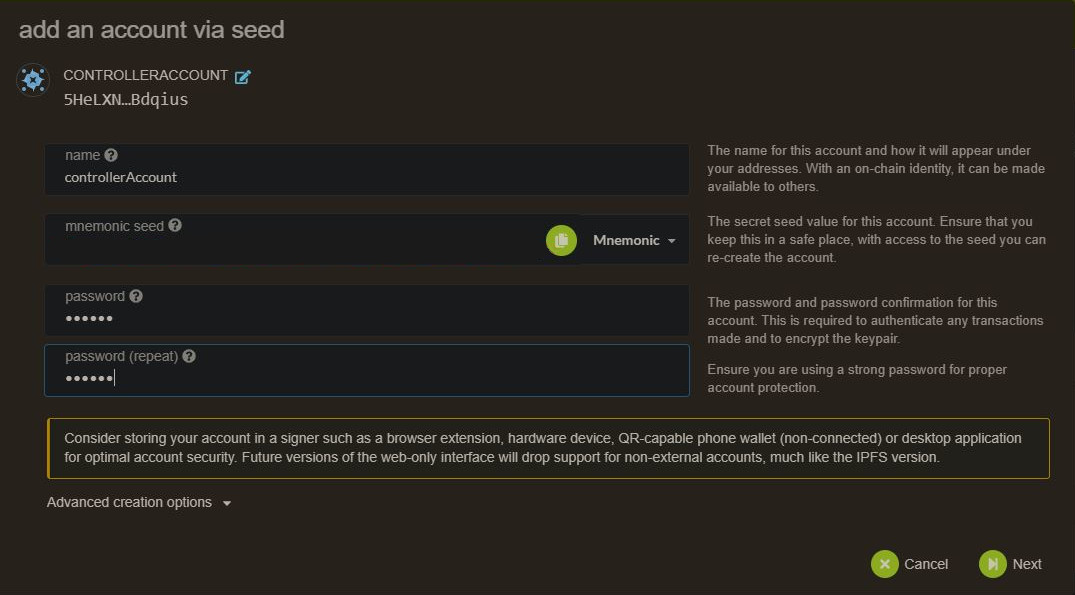 add an account via seed
CONTROLLERACCOUNT
5HeLXN…Bdqius
name
controllerAccount
The name for this account and how it will appear under
your addresses. With an on-chain identity, it can be made
available to others.
mnemonic seed
Mnemonic
The secret seed value for this account. Ensure that you
keep this in a safe place, with access to the seed you can
re-create the account.
password
••••••
The password and password confirmation for this
account. This is required to authenticate any transactions
made and to encrypt the keypair.
password (repeat)
••••••
Ensure you are using a strong password for proper
account protection.
Consider storing your account in a signer such as a browser extension, hardware device, QR-capable phone wallet (non-connected) or desktop application
for optimal account security. Future versions of the web-only interface will drop support for non-external accounts, much like the IPFS version.
Advanced creation options
Cancel
Next